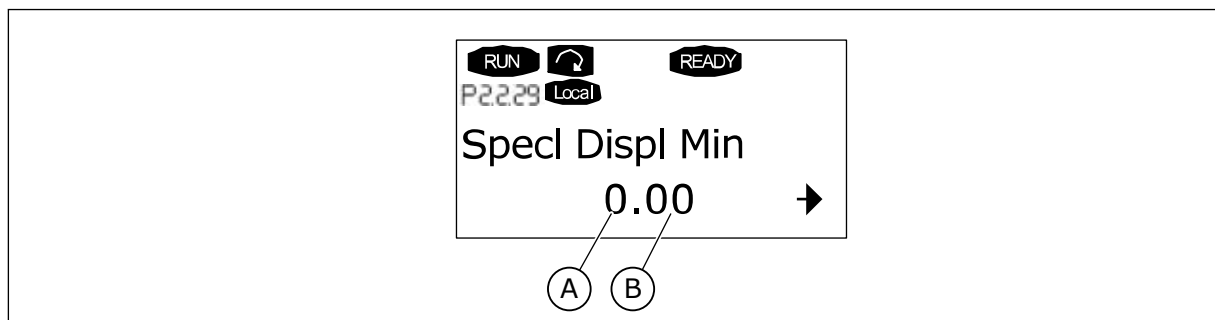 RUN READY
P2.2.29 Local
Specl Displ Min
0.00
A B